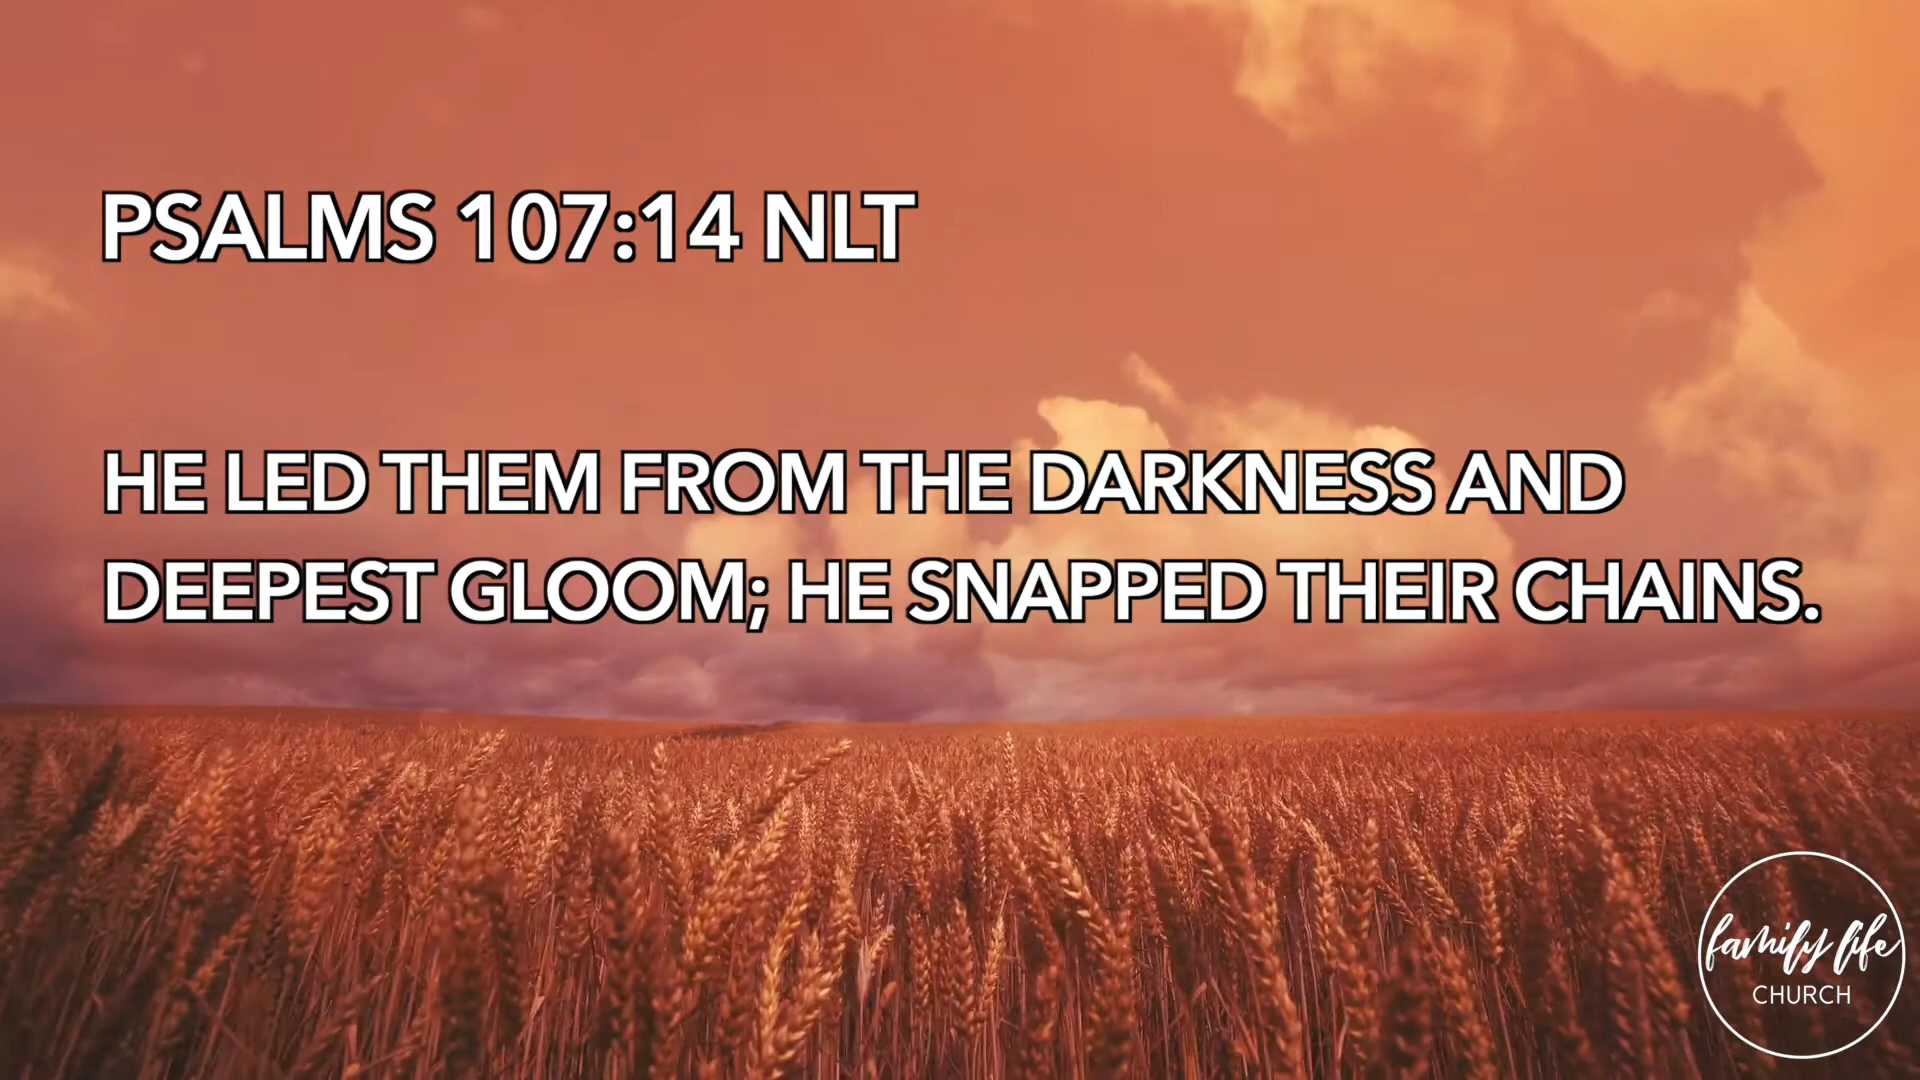 PSALMS 107:14 NLT
HE LED THEM FROM THE DARKNESS AND
DEEPEST GLOOM; HE SNAPPED THEIR CHAINS.
family life
CHURCH